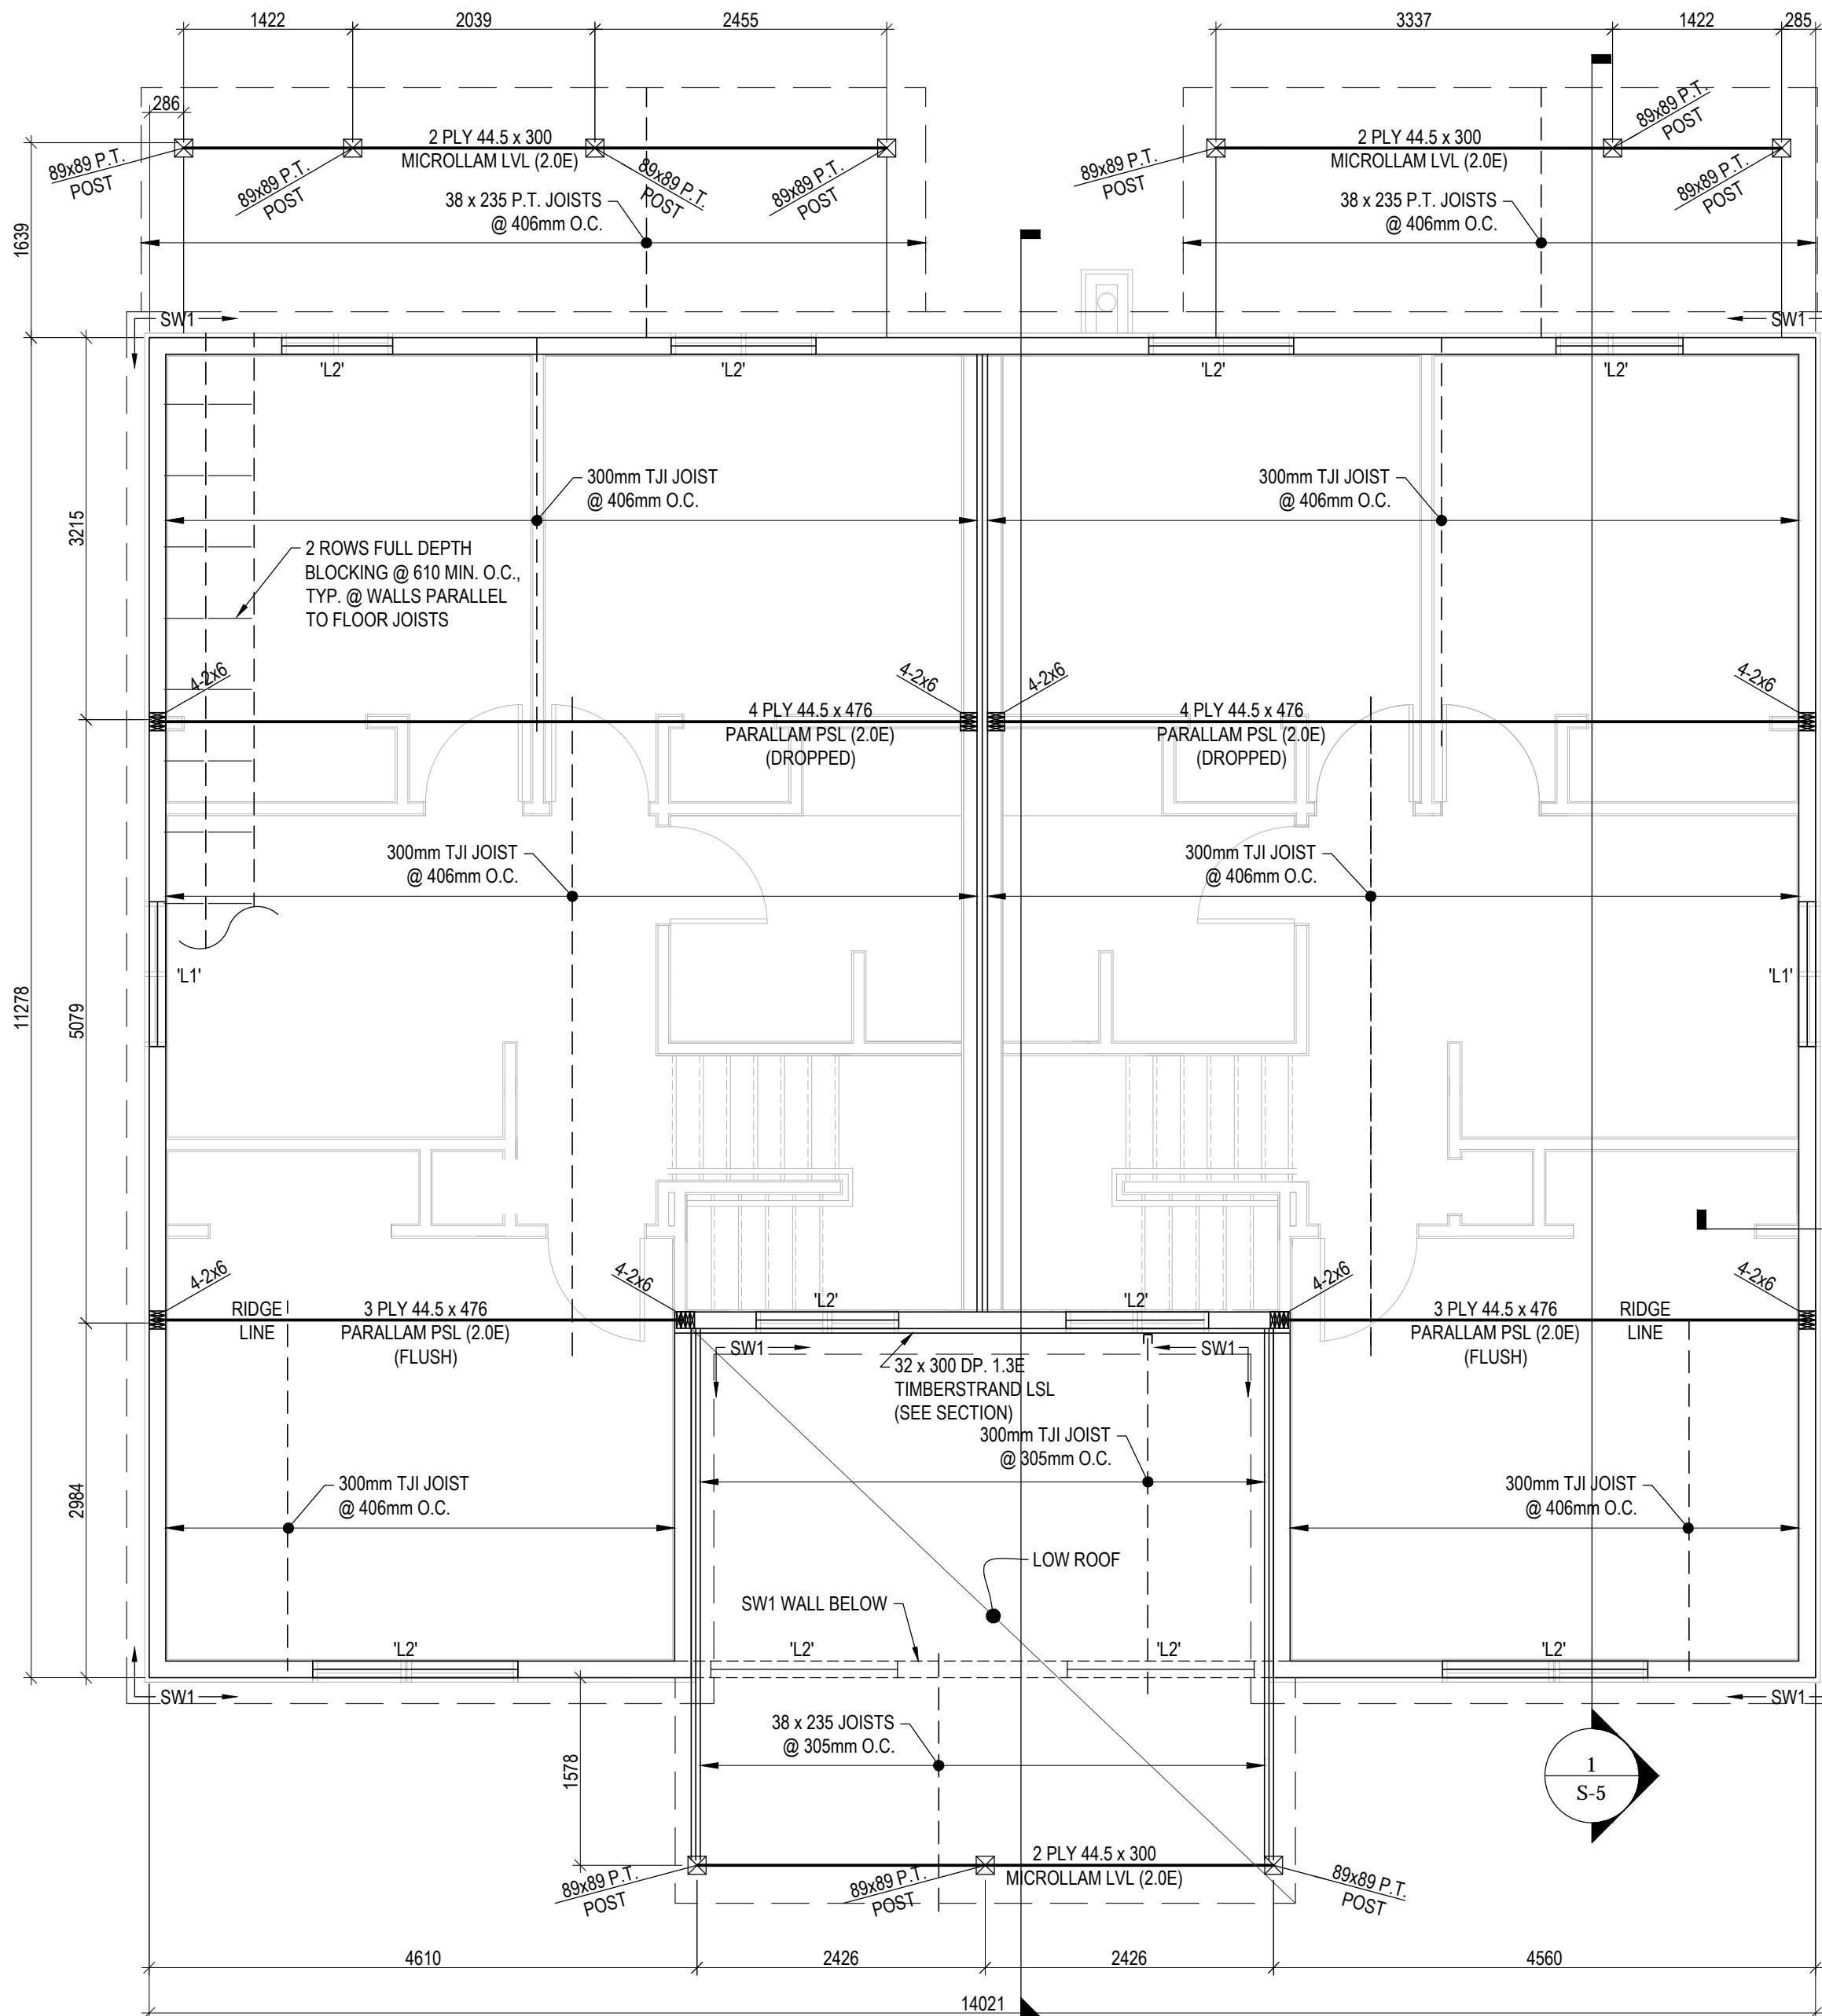 1422
2039
2455
3337
1422
285
286
89x89 P.T.
POST
89x89 P.T.
POST
2 PLY 44.5 x 300
MICROLLAM LVL (2.0E)
89x89 P.T.
POST
89x89 P.T.
POST
38 x 235 P.T. JOISTS
@ 406mm O.C.
89x89 P.T.
POST
2 PLY 44.5 x 300
MICROLLAM LVL (2.0E)
89x89 P.T.
POST
89x89 P.T.
POST
38 x 235 P.T. JOISTS
@ 406mm O.C.
1639
SW1
SW1
'L2'
'L2'
'L2'
'L2'
300mm TJI JOIST
@ 406mm O.C.
300mm TJI JOIST
@ 406mm O.C.
3215
2 ROWS FULL DEPTH
BLOCKING @ 610 MIN. O.C.,
TYP. @ WALLS PARALLEL
TO FLOOR JOISTS
4-2x6
4-2x6
4-2x6
4-2x6
4 PLY 44.5 x 476
PARALLAM PSL (2.0E)
(DROPPED)
4 PLY 44.5 x 476
PARALLAM PSL (2.0E)
(DROPPED)
300mm TJI JOIST
@ 406mm O.C.
300mm TJI JOIST
@ 406mm O.C.
'L1'
'L1'
11278
5079
4-2x6
4-2x6
4-2x6
4-2x6
RIDGE
LINE
3 PLY 44.5 x 476
PARALLAM PSL (2.0E)
(FLUSH)
'L2'
'L2'
3 PLY 44.5 x 476
PARALLAM PSL (2.0E)
(FLUSH)
RIDGE
LINE
SW1
SW1
32 x 300 DP. 1.3E
TIMBERSTRAND LSL
(SEE SECTION)
300mm TJI JOIST
@ 305mm O.C.
2984
300mm TJI JOIST
@ 406mm O.C.
300mm TJI JOIST
@ 406mm O.C.
LOW ROOF
SW1 WALL BELOW
'L2'
'L2'
'L2'
'L2'
SW1
SW1
38 x 235 JOISTS
@ 305mm O.C.
1578
1
S-5
89x89 P.T.
POST
89x89 P.T.
POST
2 PLY 44.5 x 300
MICROLLAM LVL (2.0E)
89x89 P.T.
POST
4610
2426
2426
4560
14021